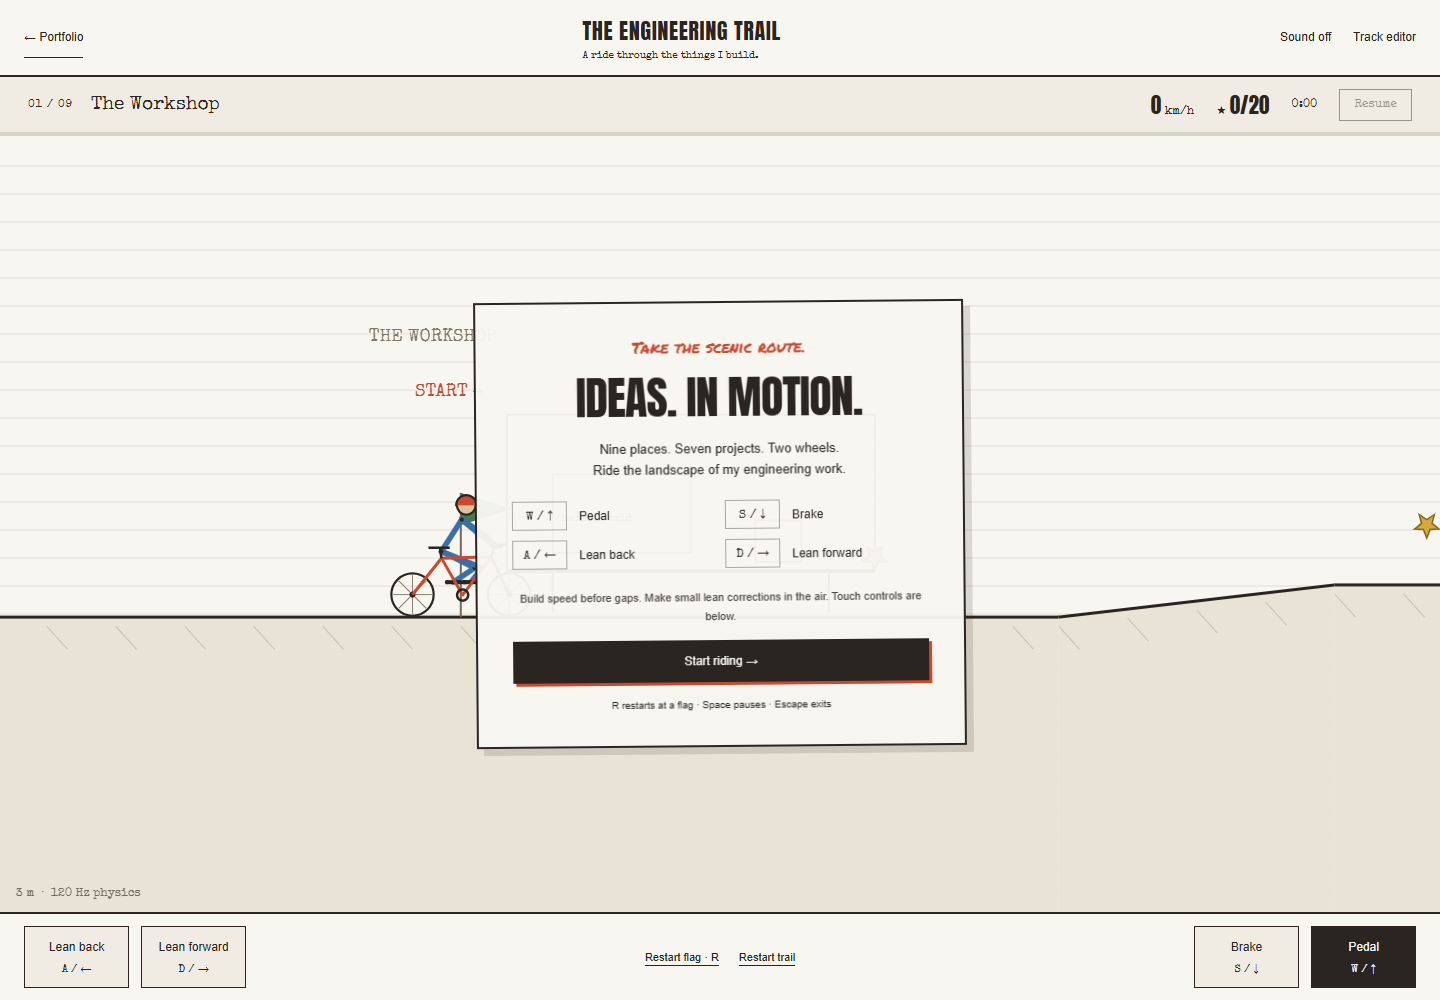 ← Portfolio
THE ENGINEERING TRAIL
A ride through the things I build.
Sound off
Track editor
01 / 09
The Workshop
0 km/h
★ 0/20
0:00
Resume
THE WORKSHOP
START
TAKE THE SCENIC ROUTE.
IDEAS. IN MOTION.
Nine places. Seven projects. Two wheels.
Ride the landscape of my engineering work.
W / ↑ Pedal
S / ↓ Brake
A / ← Lean back
D / → Lean forward
Build speed before gaps. Make small lean corrections in the air. Touch controls are
below.
Start riding →
R restarts at a flag · Space pauses · Escape exits
3 m · 120 Hz physics
Lean back
A / ←
Lean forward
D / →
Restart flag · R
Restart trail
Brake
S / ↓
Pedal
W / ↑